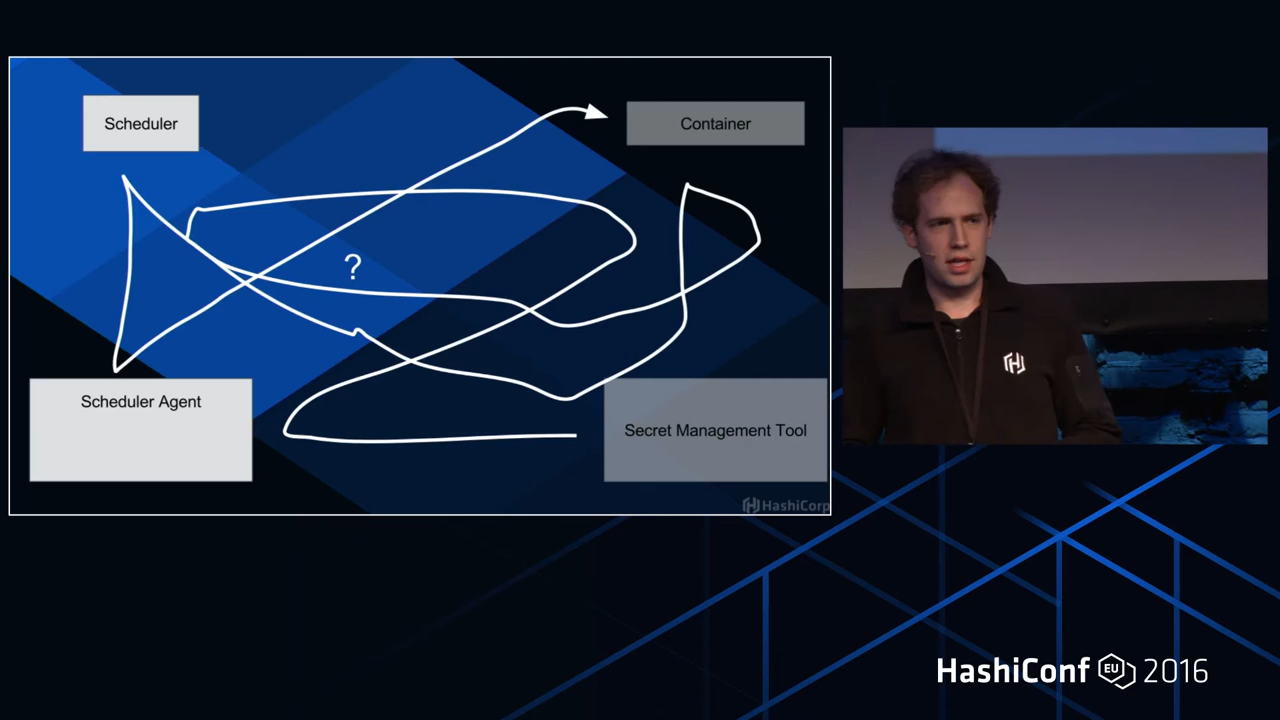 Scheduler
Container
?
Scheduler Agent
Secret Management Tool
HashiCorp
HashiConf EU 2016